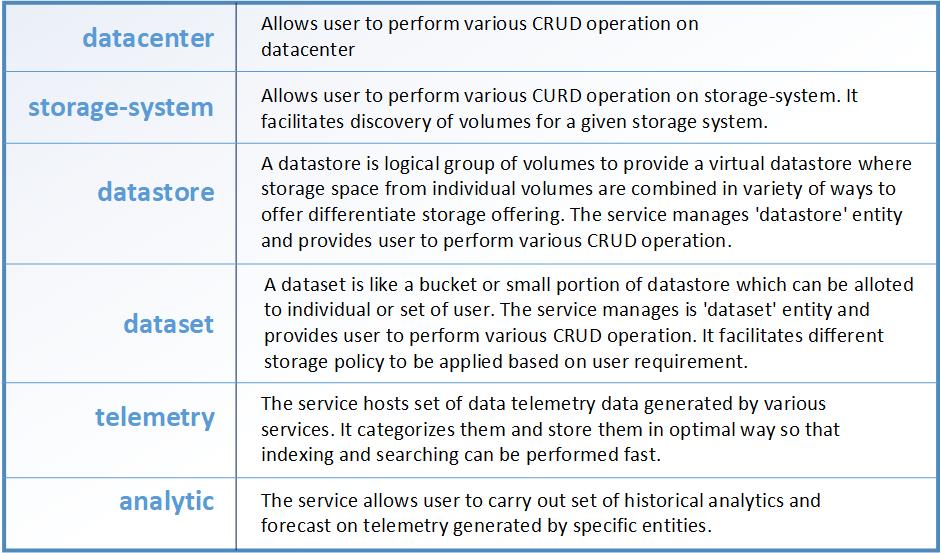 datacenter
Allows user to perform various CRUD operation on
datacenter
storage-system
Allows user to perform various CURD operation on storage-system. It
facilitates discovery of volumes for a given storage system.
datastore
A datastore is logical group of volumes to provide a virtual datastore where
storage space from individual volumes are combined in variety of ways to
offer differentiate storage offering. The service manages 'datastore' entity
and provides user to perform various CRUD operation.
dataset
A dataset is like a bucket or small portion of datastore which can be alloted
to individual or set of user. The service manages is 'dataset' entity and
provides user to perform various CRUD operation. It facilitates different
storage policy to be applied based on user requirement.
telemetry
The service hosts set of data telemetry data generated by various
services. It categorizes them and store them in optimal way so that
indexing and searching can be performed fast.
analytic
The service allows user to carry out set of historical analytics and
forecast on telemetry generated by specific entities.